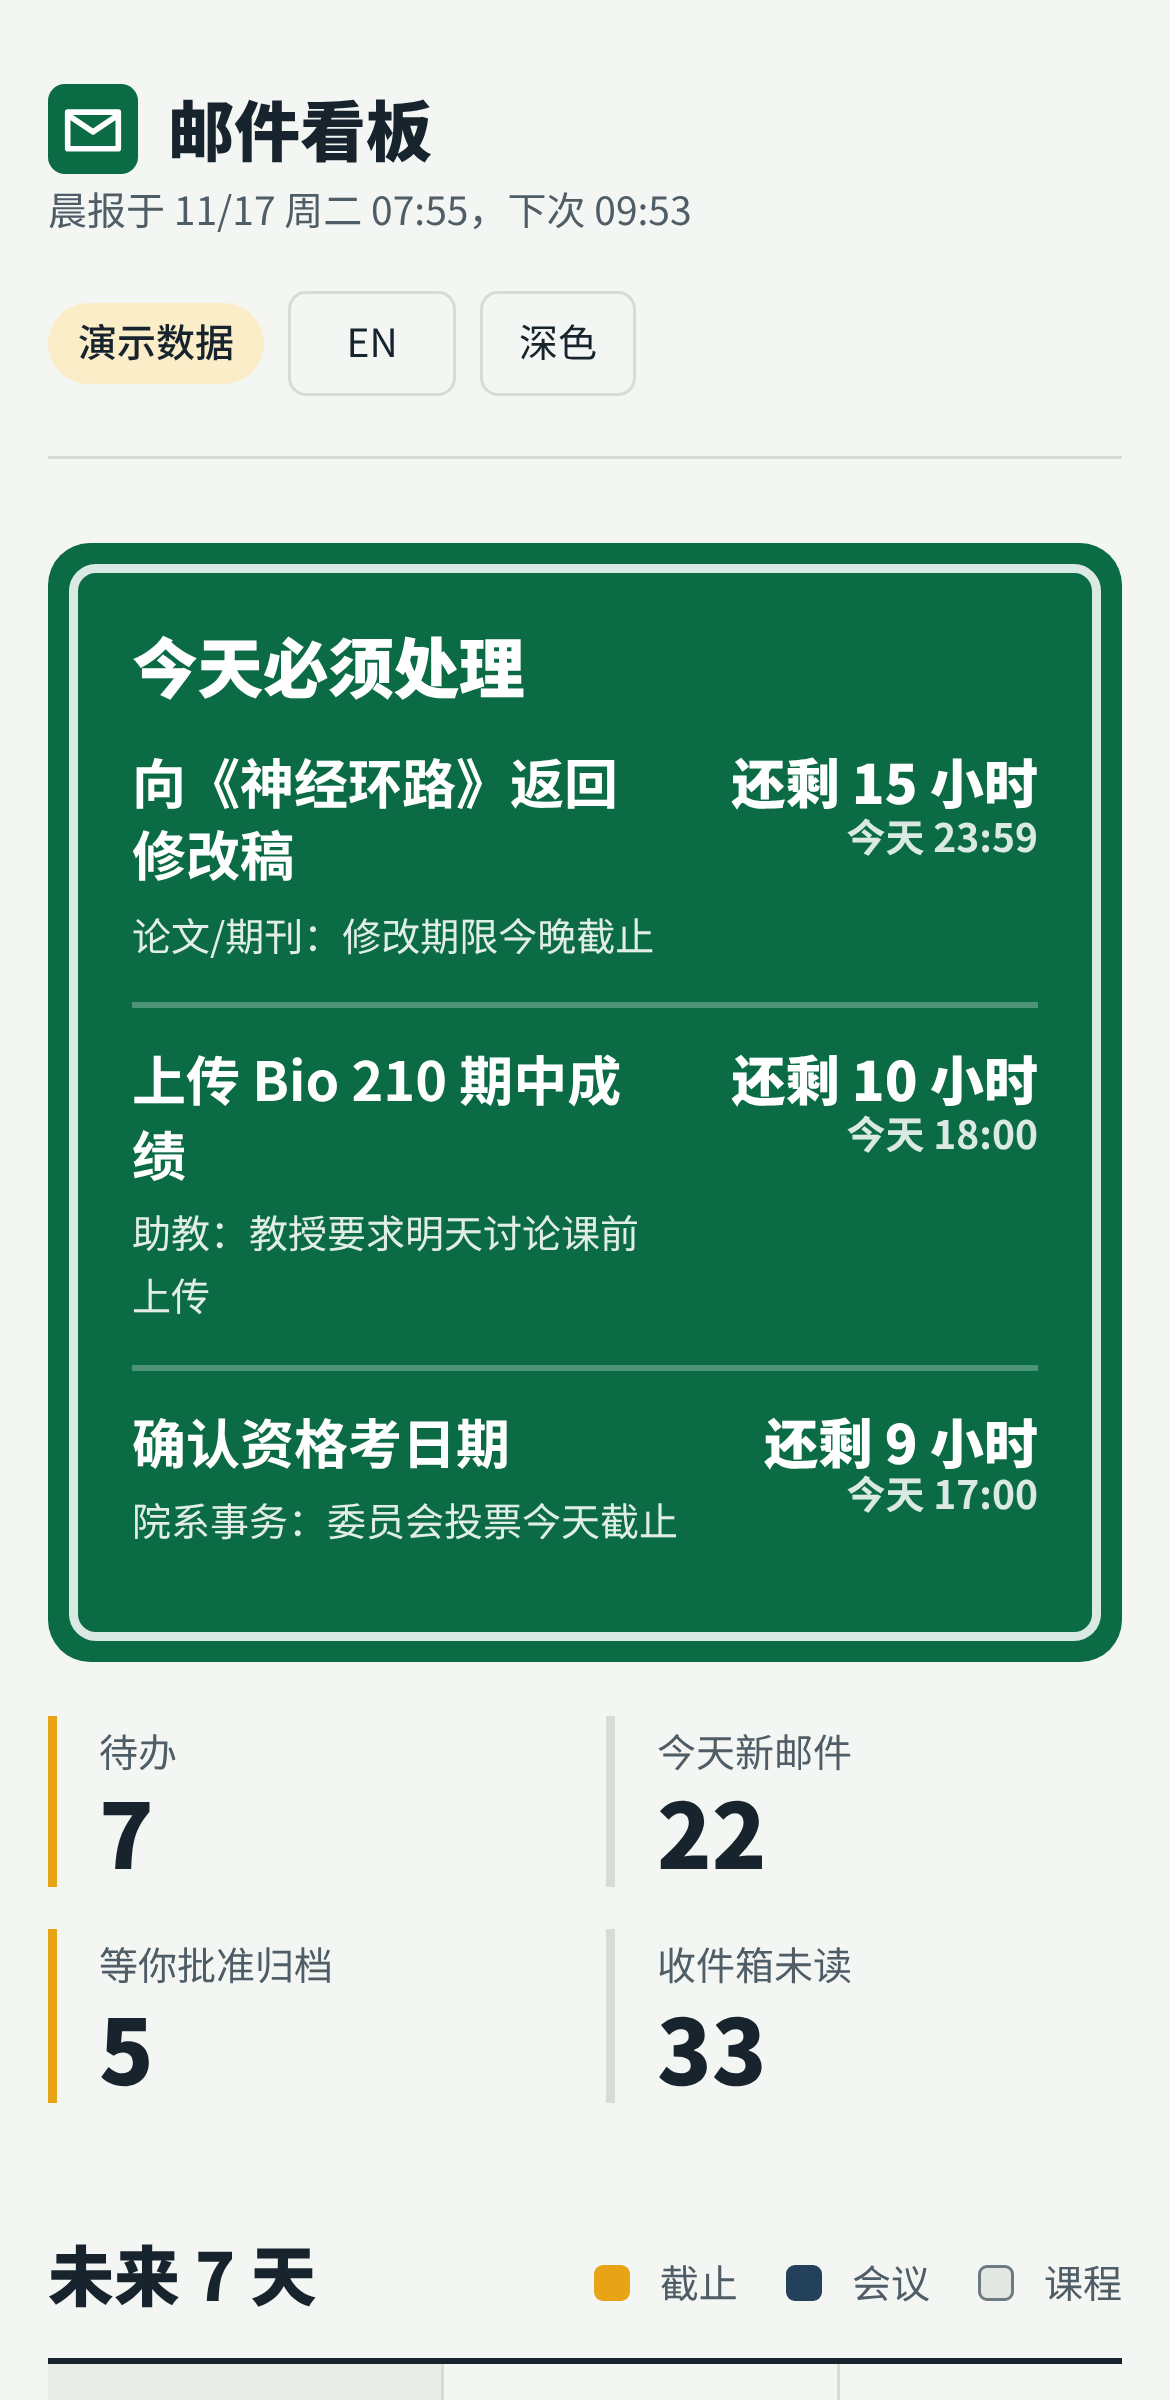 邮件看板
晨报于 11/17 周二 07:55，下次 09:53
演示数据
EN
深色
今天必须处理
向《神经环路》返回
修改稿
还剩 15 小时
今天 23:59
论文/期刊：修改期限今晚截止
上传 Bio 210 期中成
绩
还剩 10 小时
今天 18:00
助教：教授要求明天讨论课前
上传
确认资格考日期
还剩 9 小时
今天 17:00
院系事务：委员会投票今天截止
待办
7
今天新邮件
22
等你批准归档
5
收件箱未读
33
未来 7 天
截止
会议
课程